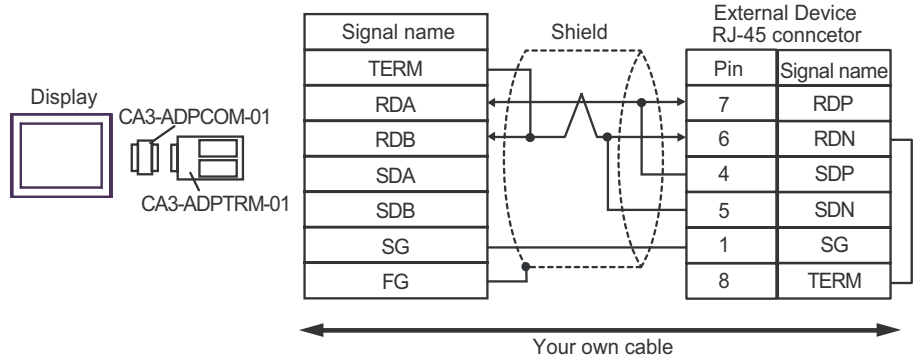 Display
CA3-ADPCOM-01
CA3-ADPTRM-01
Signal name
TERM
RDA
RDB
SDA
SDB
SG
FG
Shield
External Device
RJ-45 conncetor
Pin Signal name
7 RDP
6 RDN
4 SDP
5 SDN
1 SG
8 TERM
Your own cable